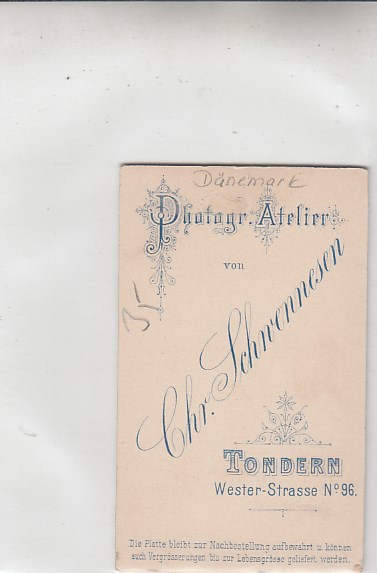 Dänemark
Photogr. Atelier
von
35
Chr. Schwennesen
TONDERN
Wester-Strasse Nº 96.
Die Platte bleibt zur Nachbestellung aufbewahrt u. können
auch Vergrösserungen bis zur Lebensgrösse geliefert werden.